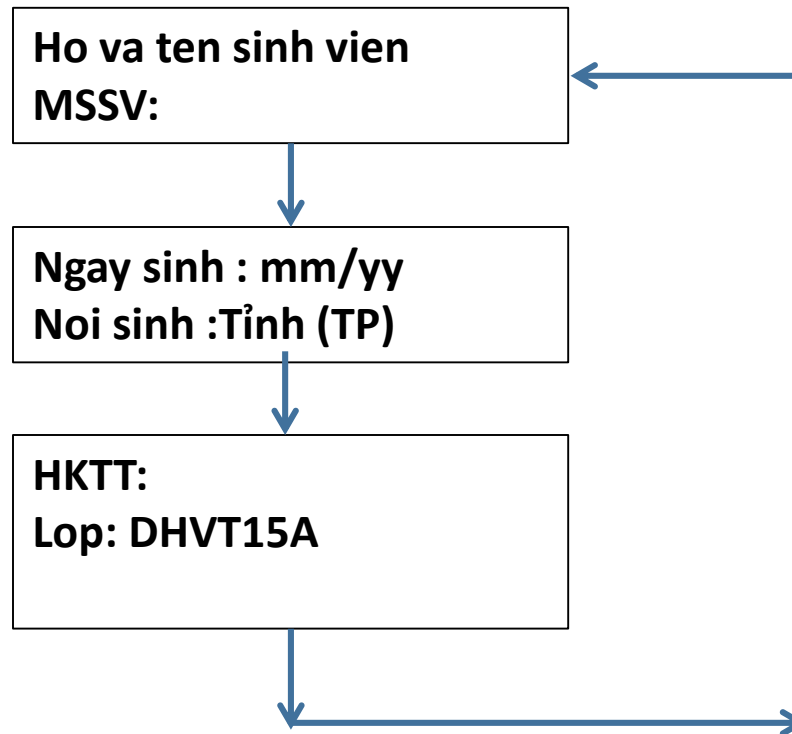 Ho va ten sinh vien
MSSV:
Ngay sinh : mm/yy
Noi sinh :Tỉnh (TP)
HKTT:
Lop: DHVT15A